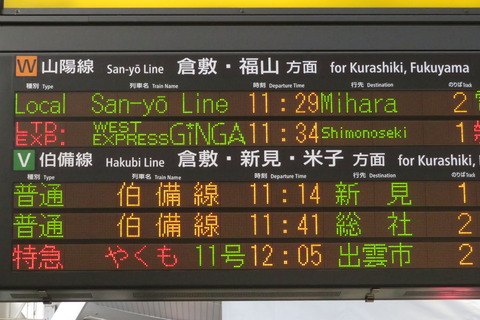 W 山陽線 San-yō Line 倉敷・福山 方面 for Kurashiki, Fukuyama
種別 Type 列車名 Train Name 時刻 Departure Time 行先 Destination のりば Track
Local San-yō Line 11:29 Mihara 2
LTD. EXP. WEST EXPRESS GiNGA 11:34 Shimonoseki 1
V 伯備線 Hakubi Line 倉敷・新見・米子 方面 for Kurashiki,
種別 Type 列車名 Train Name 時刻 Departure Time 行先 Destination のりば Track
普通 伯備線 11:14 新見 1
普通 伯備線 11:41 総社 2
特急 やくも 11号 12:05 出雲市 2